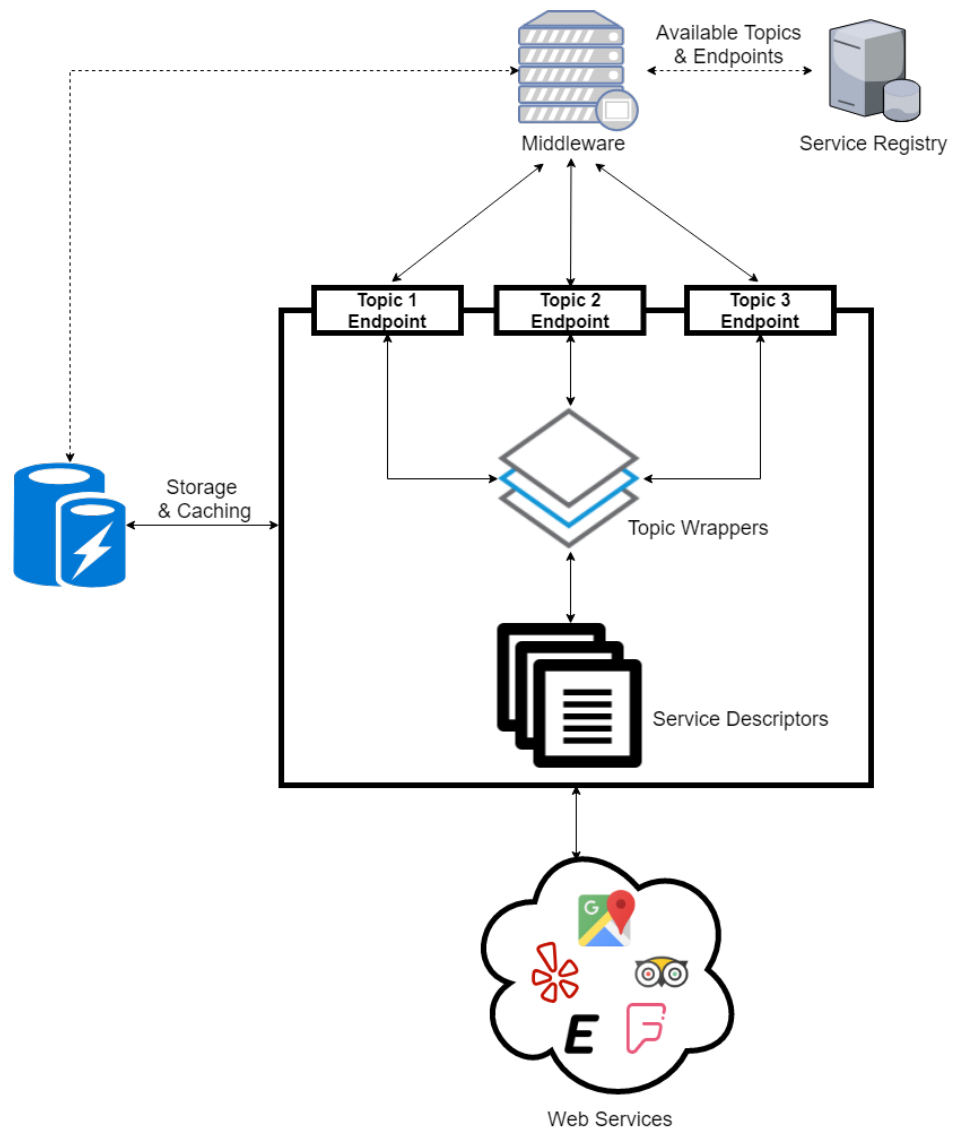 Available Topics
& Endpoints
Middleware
Service Registry
Topic 1
Endpoint
Topic 2
Endpoint
Topic 3
Endpoint
Storage
& Caching
Topic Wrappers
Service Descriptors
G
E
Web Services